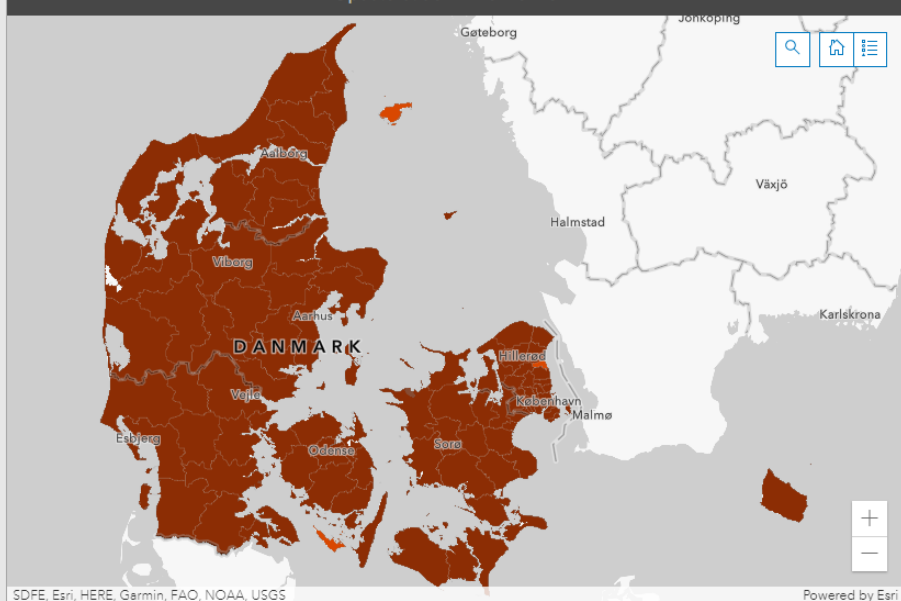 Jönköping
Gøteborg
Aalborg
Växjö
Halmstad
Viborg
Aarhus
Karlskrona
DANMARK
Hillerød
Vejle
København
Malmø
Esbjerg
Sorø
Odense
SDFE, Esri, HERE, Garmin, FAO, NOAA, USGS
Powered by Esri